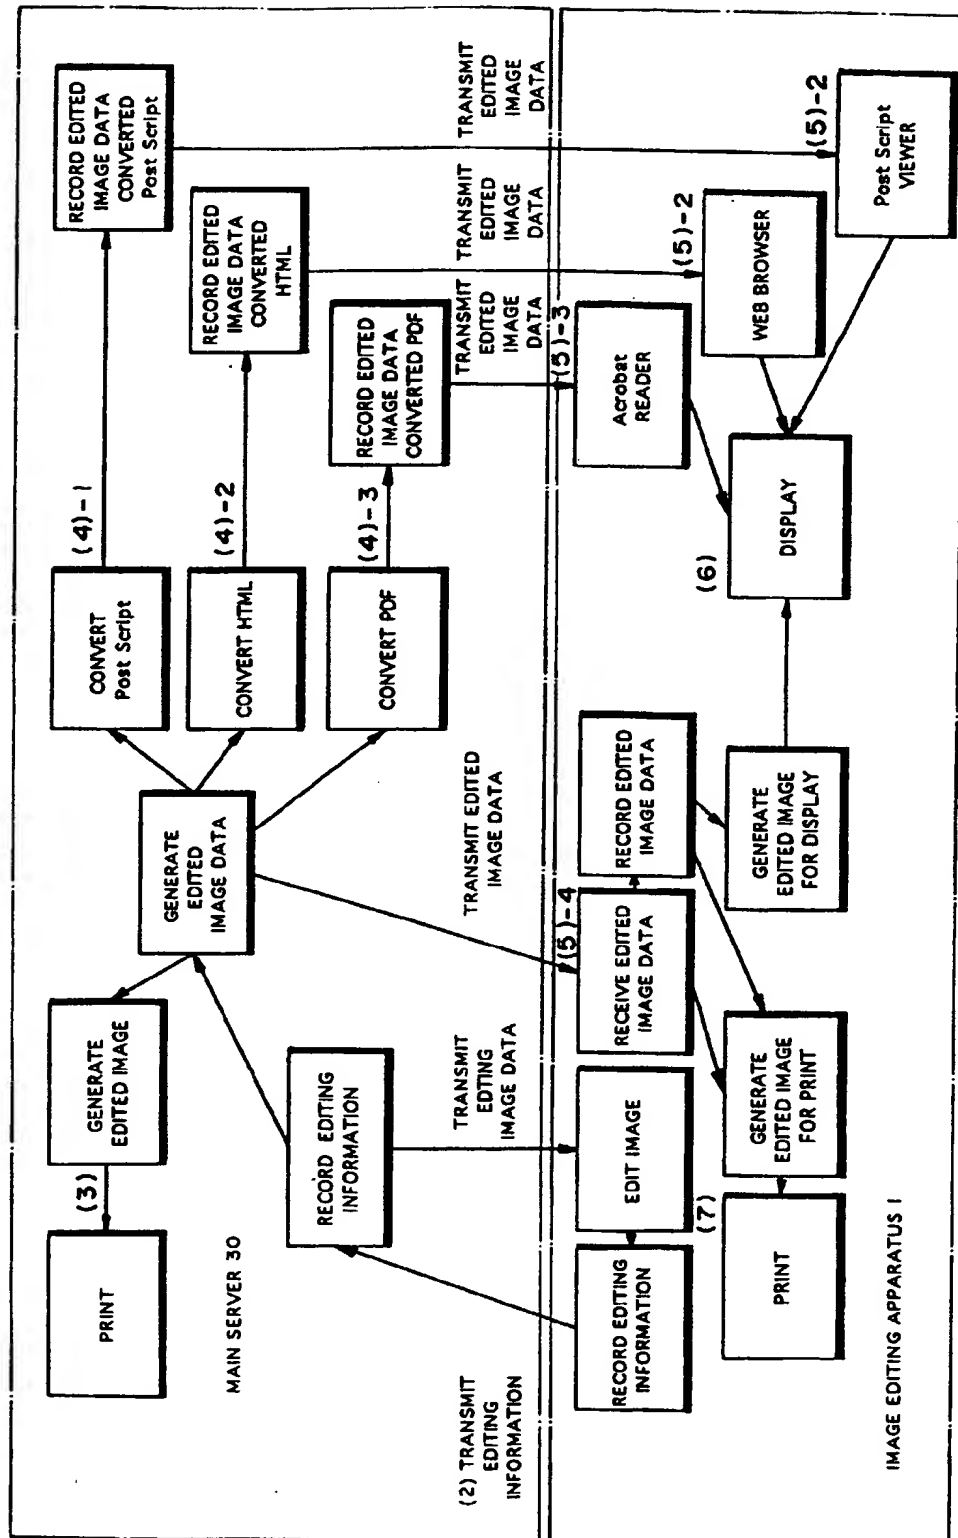 PRINT
(3)
GENERATE
EDITED IMAGE
GENERATE
EDITED
IMAGE DATA
CONVERT
Post Script
(4)-1
RECORD EDITED
IMAGE DATA
CONVERTED
Post Script
CONVERT HTML
(4)-2
RECORD EDITED
IMAGE DATA
CONVERTED
HTML
CONVERT PDF
(4)-3
RECORD EDITED
IMAGE DATA
CONVERTED PDF
MAIN SERVER 30
RECORD EDITING
INFORMATION
(2) TRANSMIT
EDITING
INFORMATION
TRANSMIT
EDTING
IMAGE DATA
TRANSMIT EDITED
IMAGE DATA
TRANSMIT
EDITED
IMAGE
DATA
TRANSMIT
EDITED
IMAGE
DATA
TRANSMIT
EDITED
IMAGE
DATA
RECORD EDITING
INFORMATION
EDIT IMAGE
(5)-4
RECEIVE EDITED
IMAGE DATA
RECORD EDITED
IMAGE DATA
(5)-3
Acrobat
READER
(5)-2
WEB BROWSER
(5)-2
Post Script
VIEWER
(7)
PRINT
GENERATE
EDITED IMAGE
FOR PRINT
GENERATE
EDITED IMAGE
FOR DISPLAY
(6)
DISPLAY
IMAGE EDITING APPARATUS 1